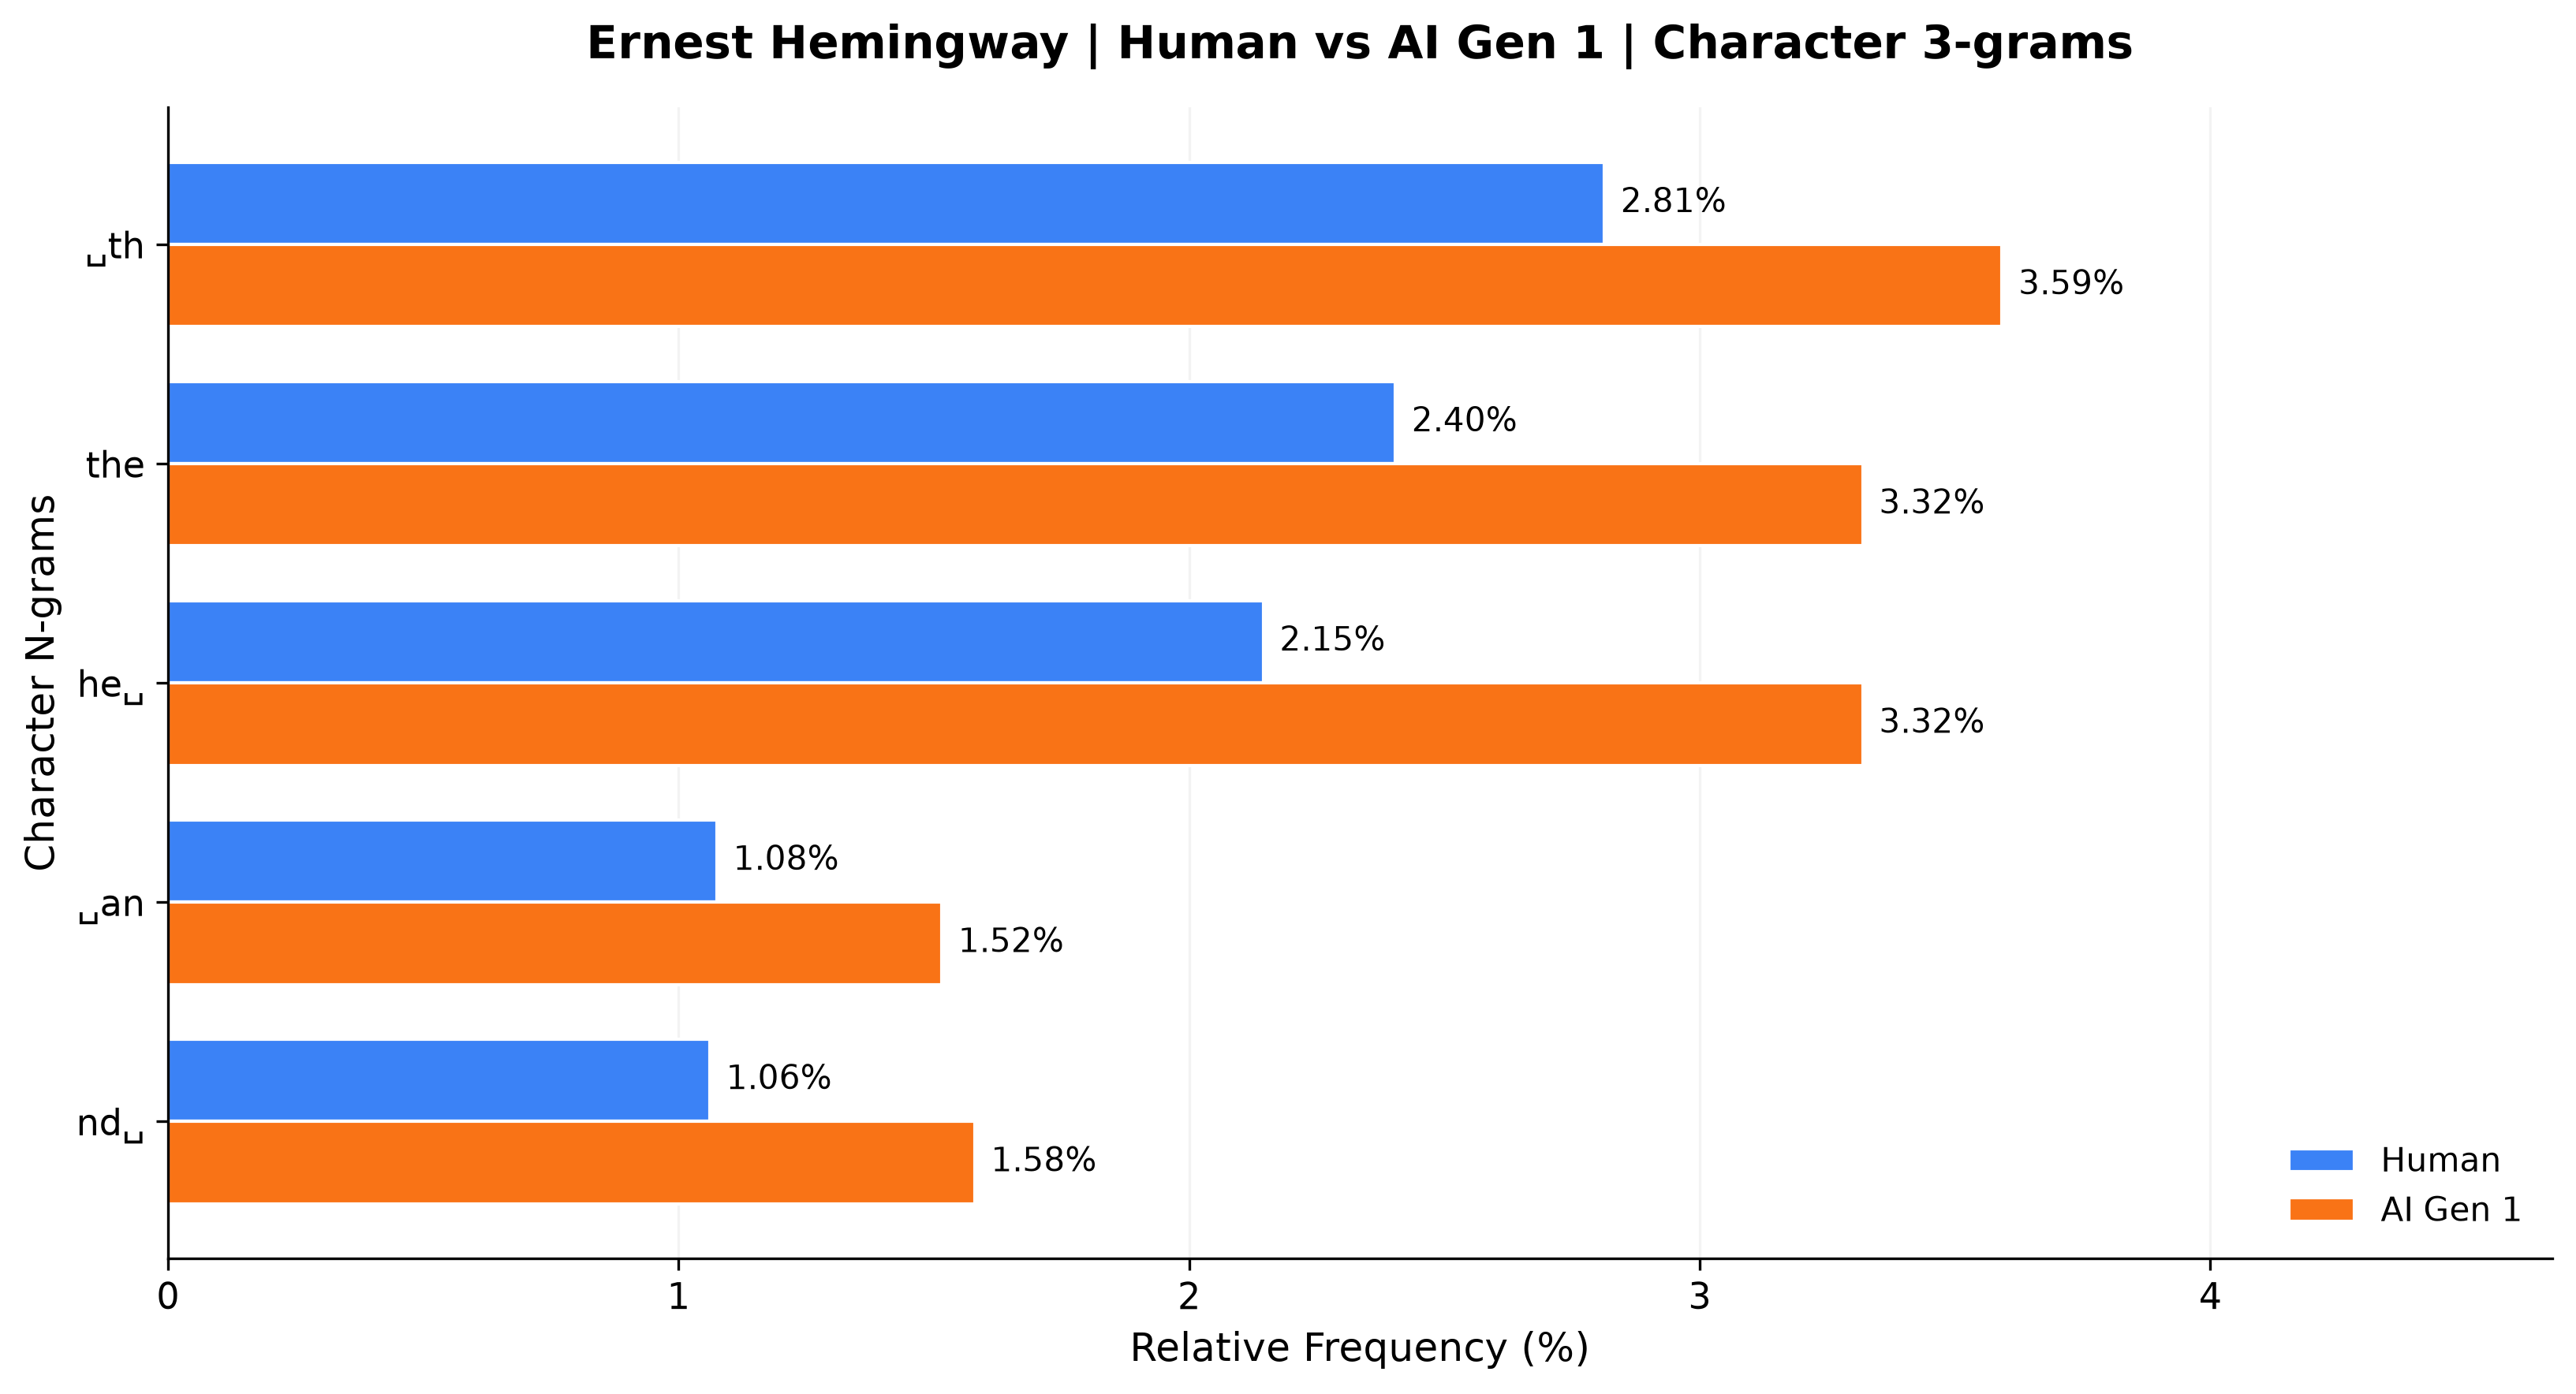 Ernest Hemingway | Human vs AI Gen 1 | Character 3-grams
Character N-grams
␣th
2.81%
3.59%
the
2.40%
3.32%
he␣
2.15%
3.32%
␣an
1.08%
1.52%
nd␣
1.06%
1.58%
Human
AI Gen 1
0 1 2 3 4
Relative Frequency (%)